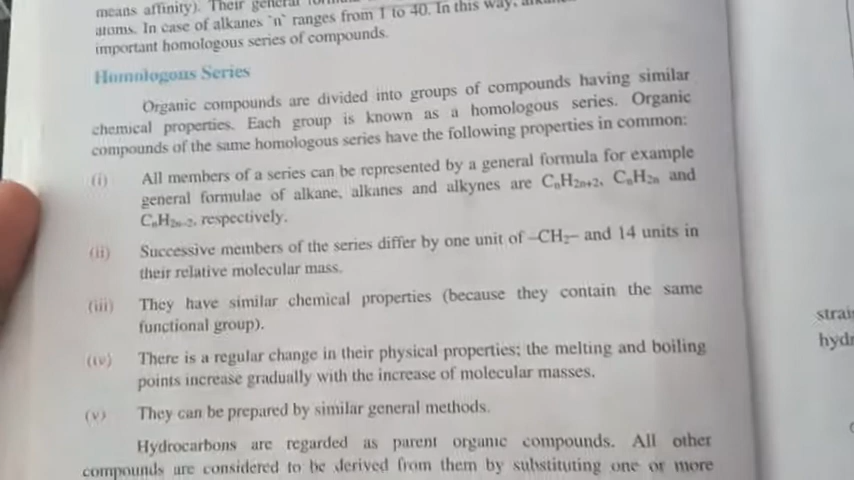 means affinity). Their general
atoms. In case of alkanes `n` ranges from 1 to 40. In this way,
important homologous series of compounds.
Homologous Series
Organic compounds are divided into groups of compounds having similar
chemical properties. Each group is known as a homologous series. Organic
compounds of the same homologous series have the following properties in common:
(i) All members of a series can be represented by a general formula for example
general formulae of alkane, alkanes and alkynes are CₙH₂ₙ₊₂, CₙH₂ₙ and
CₙH₂ₙ₋₂, respectively.
(ii) Successive members of the series differ by one unit of –CH₂– and 14 units in
their relative molecular mass.
(iii) They have similar chemical properties (because they contain the same
functional group).
(iv) There is a regular change in their physical properties; the melting and boiling
points increase gradually with the increase of molecular masses.
(v) They can be prepared by similar general methods.
Hydrocarbons are regarded as parent organic compounds. All other
compounds are considered to be derived from them by substituting one or more